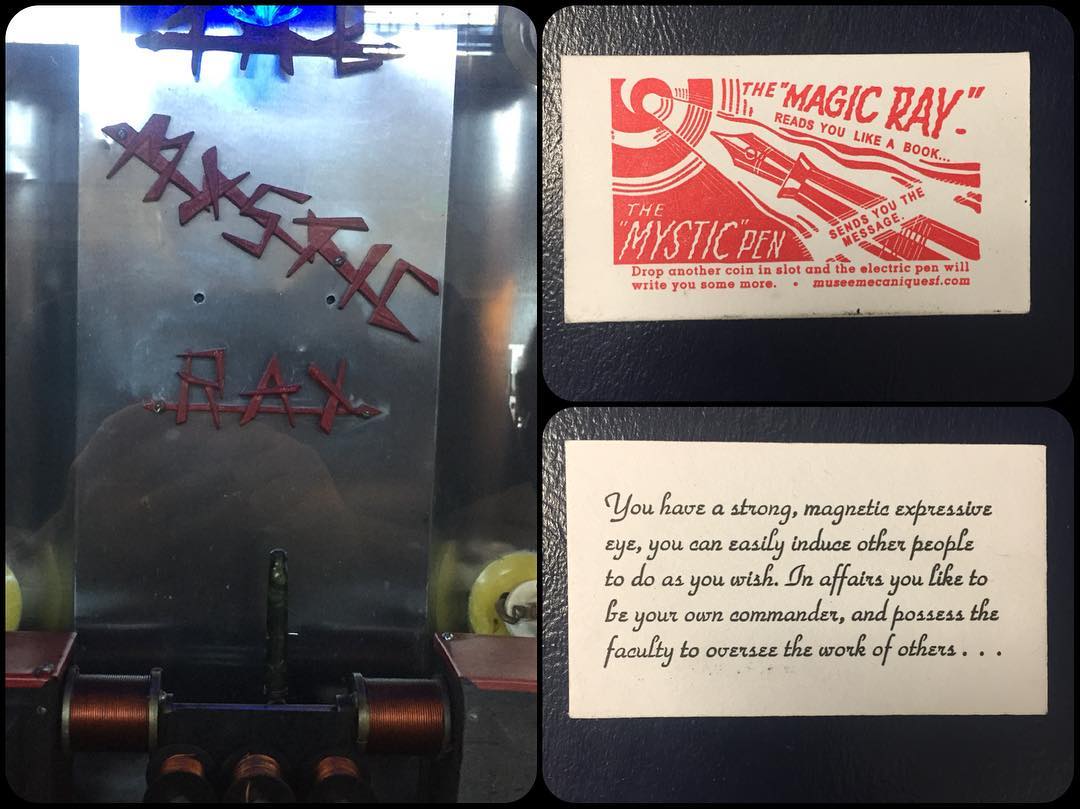 THE
MYSTIC
RAY
THE "MAGIC RAY"
READS YOU LIKE A BOOK...
SENDS YOU THE
MESSAGE.
THE
"MYSTIC" PEN
Drop another coin in slot and the electric pen will
write you some more. • museemecaniquesf.com
You have a strong, magnetic expressive
eye, you can easily induce other people
to do as you wish. In affairs you like to
be your own commander, and possess the
faculty to oversee the work of others . . .